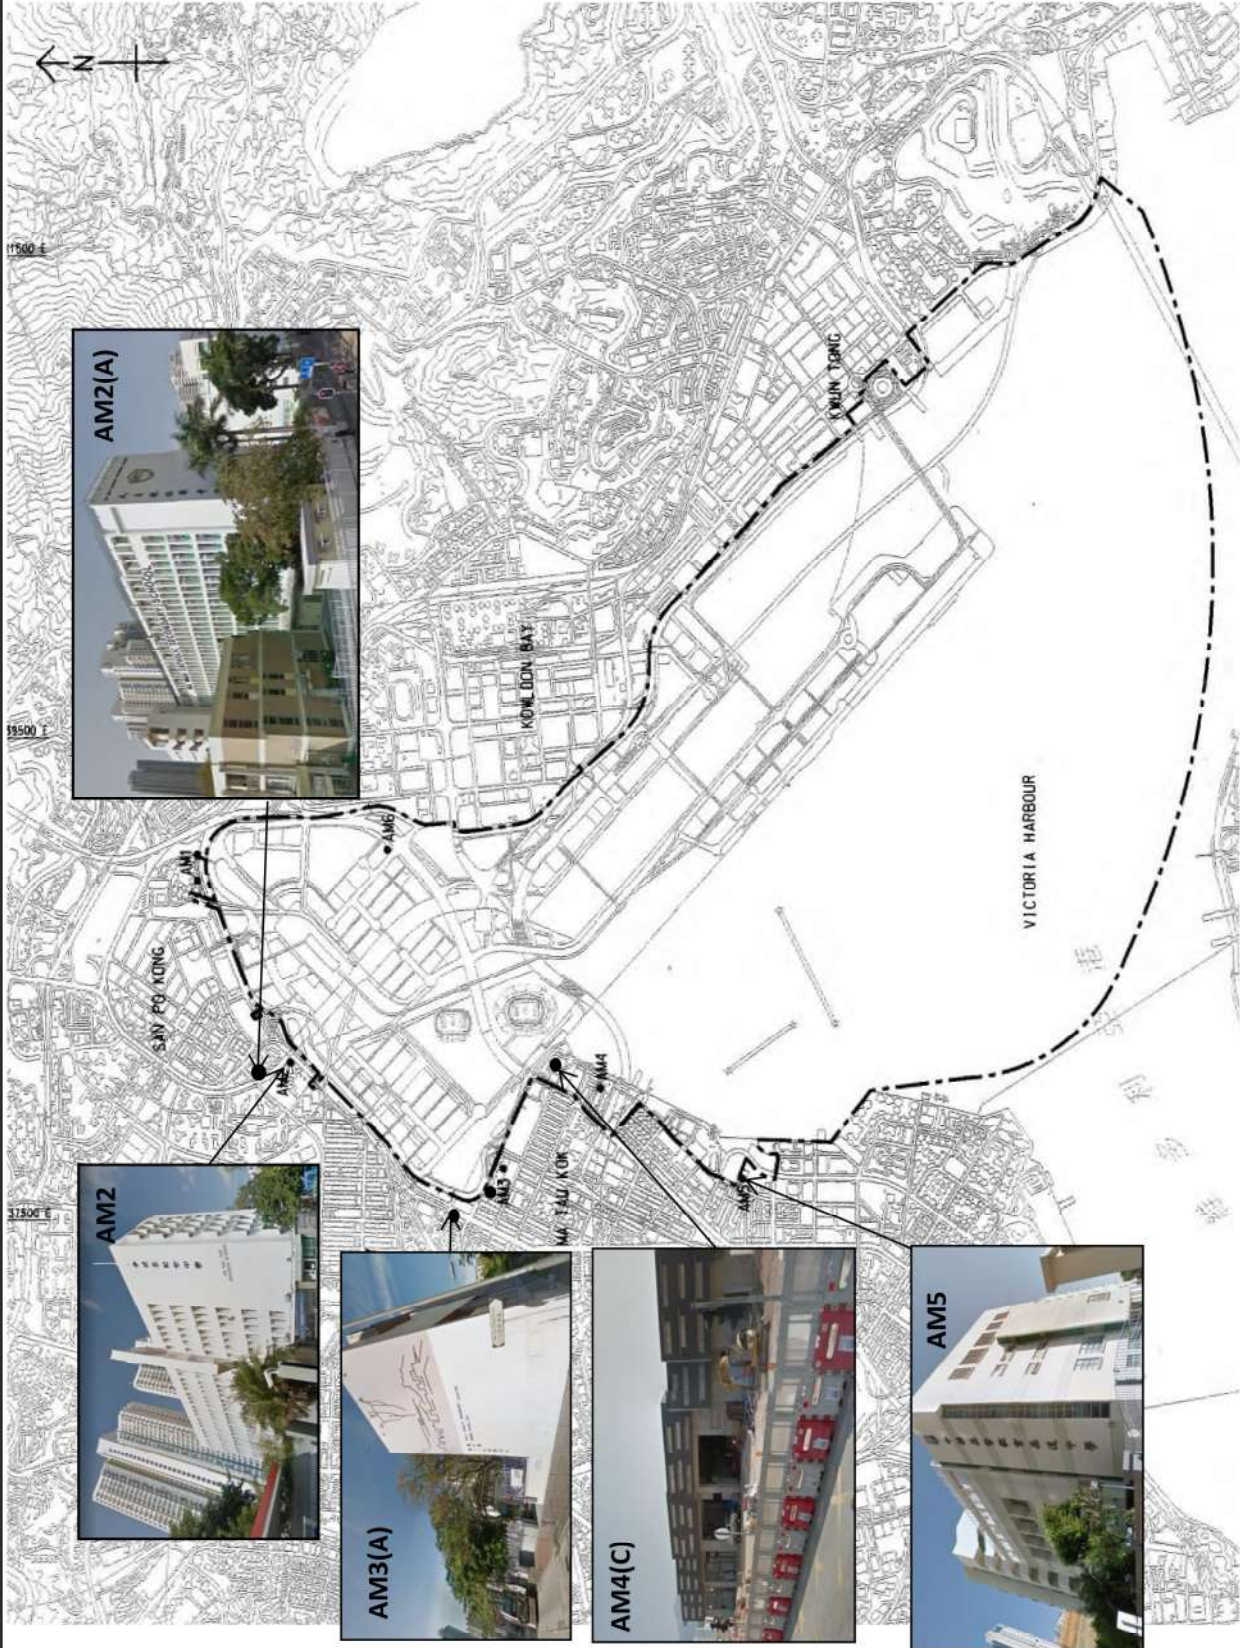 37500 E
39500 E
N
AM2
AM2(A)
SAN PO KONG
AM1
AM2
AM3(A)
AM6
AM3
KOWLOON BAY
MA TAU KOK
AM4(C)
AM4
AM5
KWUN TONG
AM5
VICTORIA HARBOUR